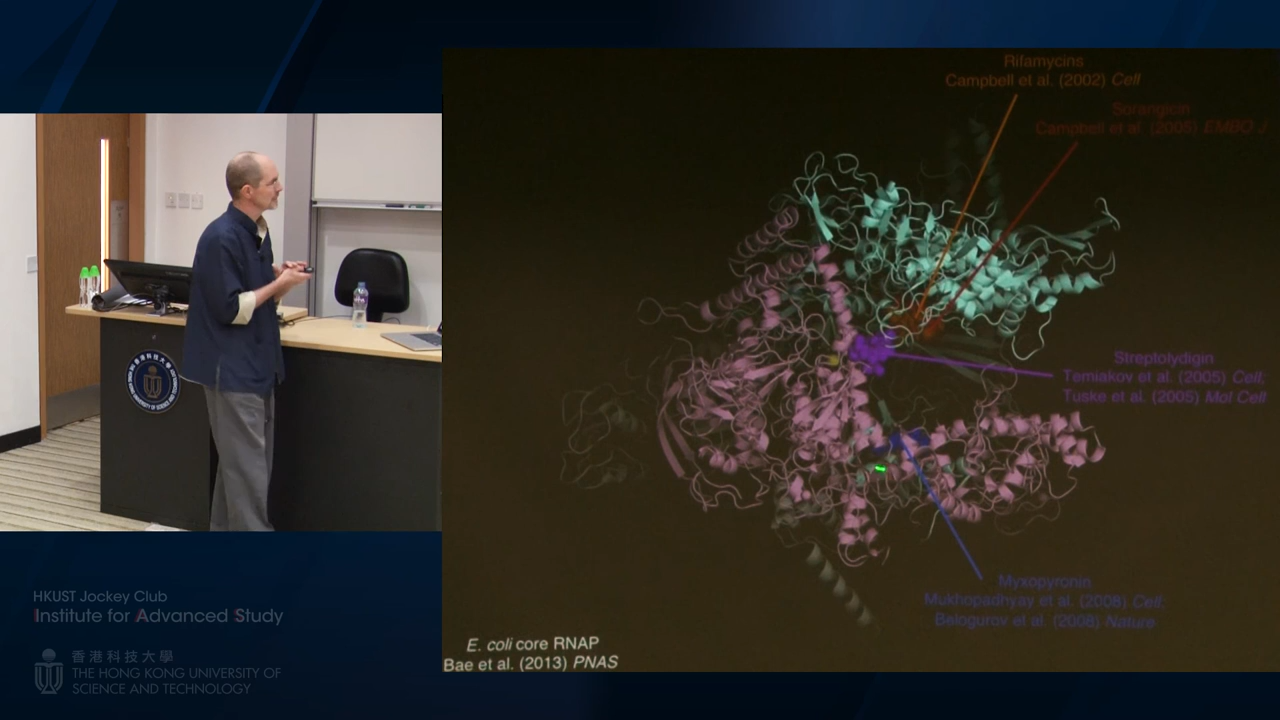 Rifamycins
Campbell et al. (2002) Cell
Sorangicin
Campbell et al. (2005) EMBO J
Streptolydigin
Temiakov et al. (2005) Cell;
Tuske et al. (2005) Mol Cell
Myxopyronin
Mukhopadhyay et al. (2008) Cell;
Belogurov et al. (2008) Nature
E. coli core RNAP
Bae et al. (2013) PNAS
HKUST Jockey Club
Institute for Advanced Study
香港科技大學
THE HONG KONG UNIVERSITY OF
SCIENCE AND TECHNOLOGY